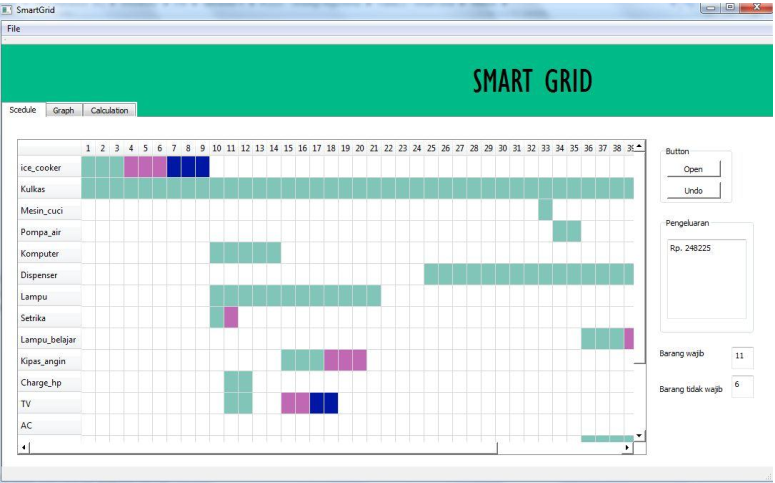 SmartGrid
File
SMART GRID
Scedule Graph Calculation
1 2 3 4 5 6 7 8 9 10 11 12 13 14 15 16 17 18 19 20 21 22 23 24 25 26 27 28 29 30 31 32 33 34 35 36 37 38
ice_cooker
Kulkas
Mesin_cuci
Pompa_air
Komputer
Dispenser
Lampu
Setrika
Lampu_belajar
Kipas_angin
Charge_hp
TV
AC
Button
Open
Undo
Pengeluaran
Rp. 248225
Barang wajib 11
Barang tidak wajib 6